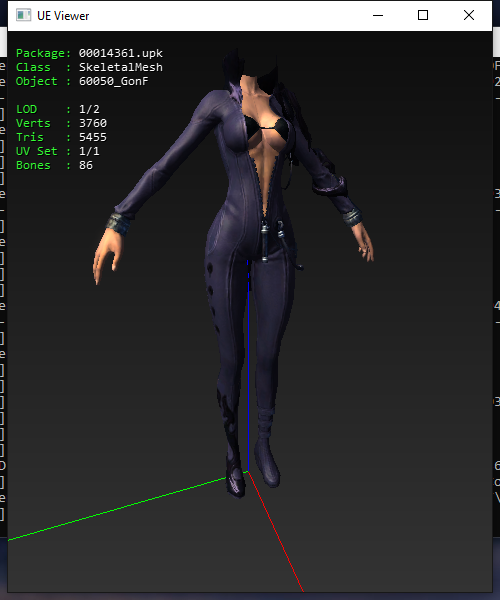 UE Viewer
Package: 00014361.upk
Class  : SkeletalMesh
Object : 60050_GonF
LOD    : 1/2
Verts  : 3760
Tris   : 5455
UV Set : 1/1
Bones  : 86